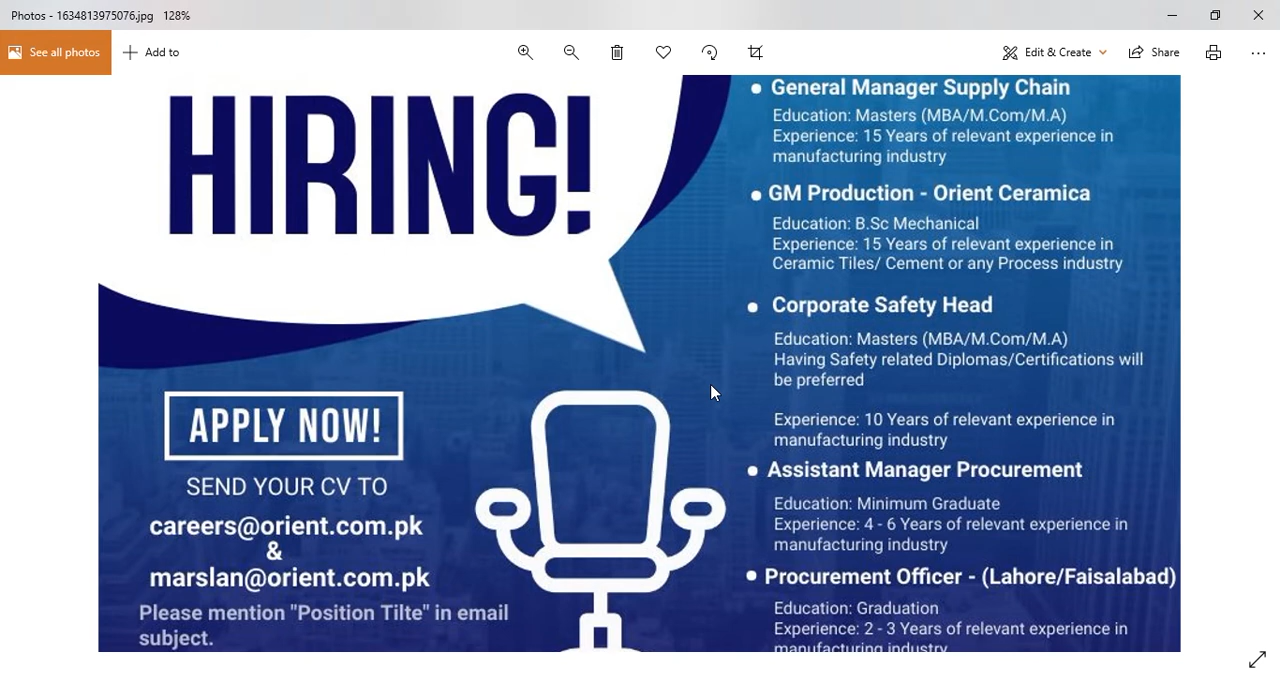 Photos - 1634813975076.jpg 128%
See all photos
Add to
Edit & Create
Share
HIRING!
APPLY NOW!
SEND YOUR CV TO
careers@orient.com.pk
&
marslan@orient.com.pk
Please mention "Position Tilte" in email
subject.
General Manager Supply Chain
Education: Masters (MBA/M.Com/M.A)
Experience: 15 Years of relevant experience in
manufacturing industry
GM Production - Orient Ceramica
Education: B.Sc Mechanical
Experience: 15 Years of relevant experience in
Ceramic Tiles/ Cement or any Process industry
Corporate Safety Head
Education: Masters (MBA/M.Com/M.A)
Having Safety related Diplomas/Certifications will
be preferred
Experience: 10 Years of relevant experience in
manufacturing industry
Assistant Manager Procurement
Education: Minimum Graduate
Experience: 4 - 6 Years of relevant experience in
manufacturing industry
Procurement Officer - (Lahore/Faisalabad)
Education: Graduation
Experience: 2 - 3 Years of relevant experience in
manufacturing industry